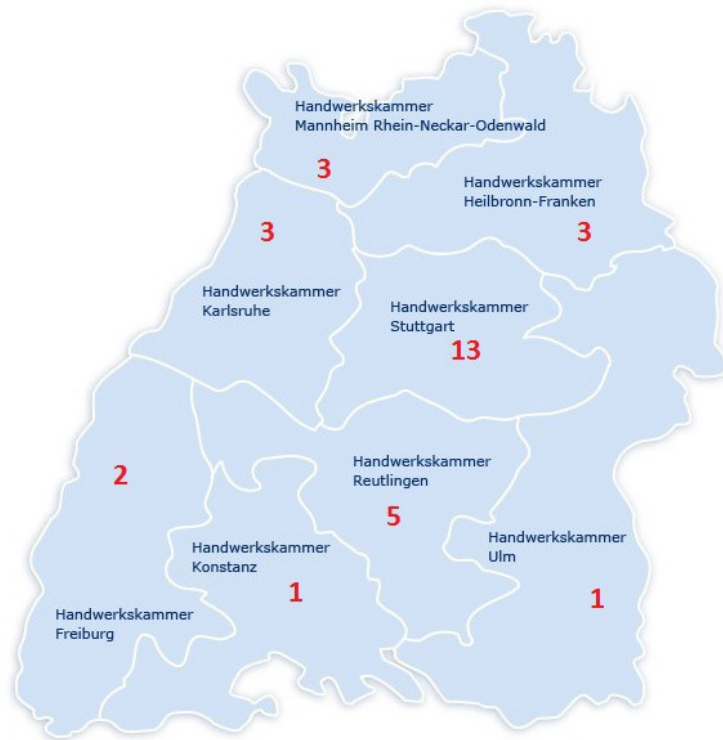 Handwerkskammer
Mannheim Rhein-Neckar-Odenwald
3
Handwerkskammer
Heilbronn-Franken
3
3
Handwerkskammer
Karlsruhe
Handwerkskammer
Stuttgart
13
2
Handwerkskammer
Reutlingen
5
Handwerkskammer
Ulm
1
Handwerkskammer
Konstanz
1
Handwerkskammer
Freiburg